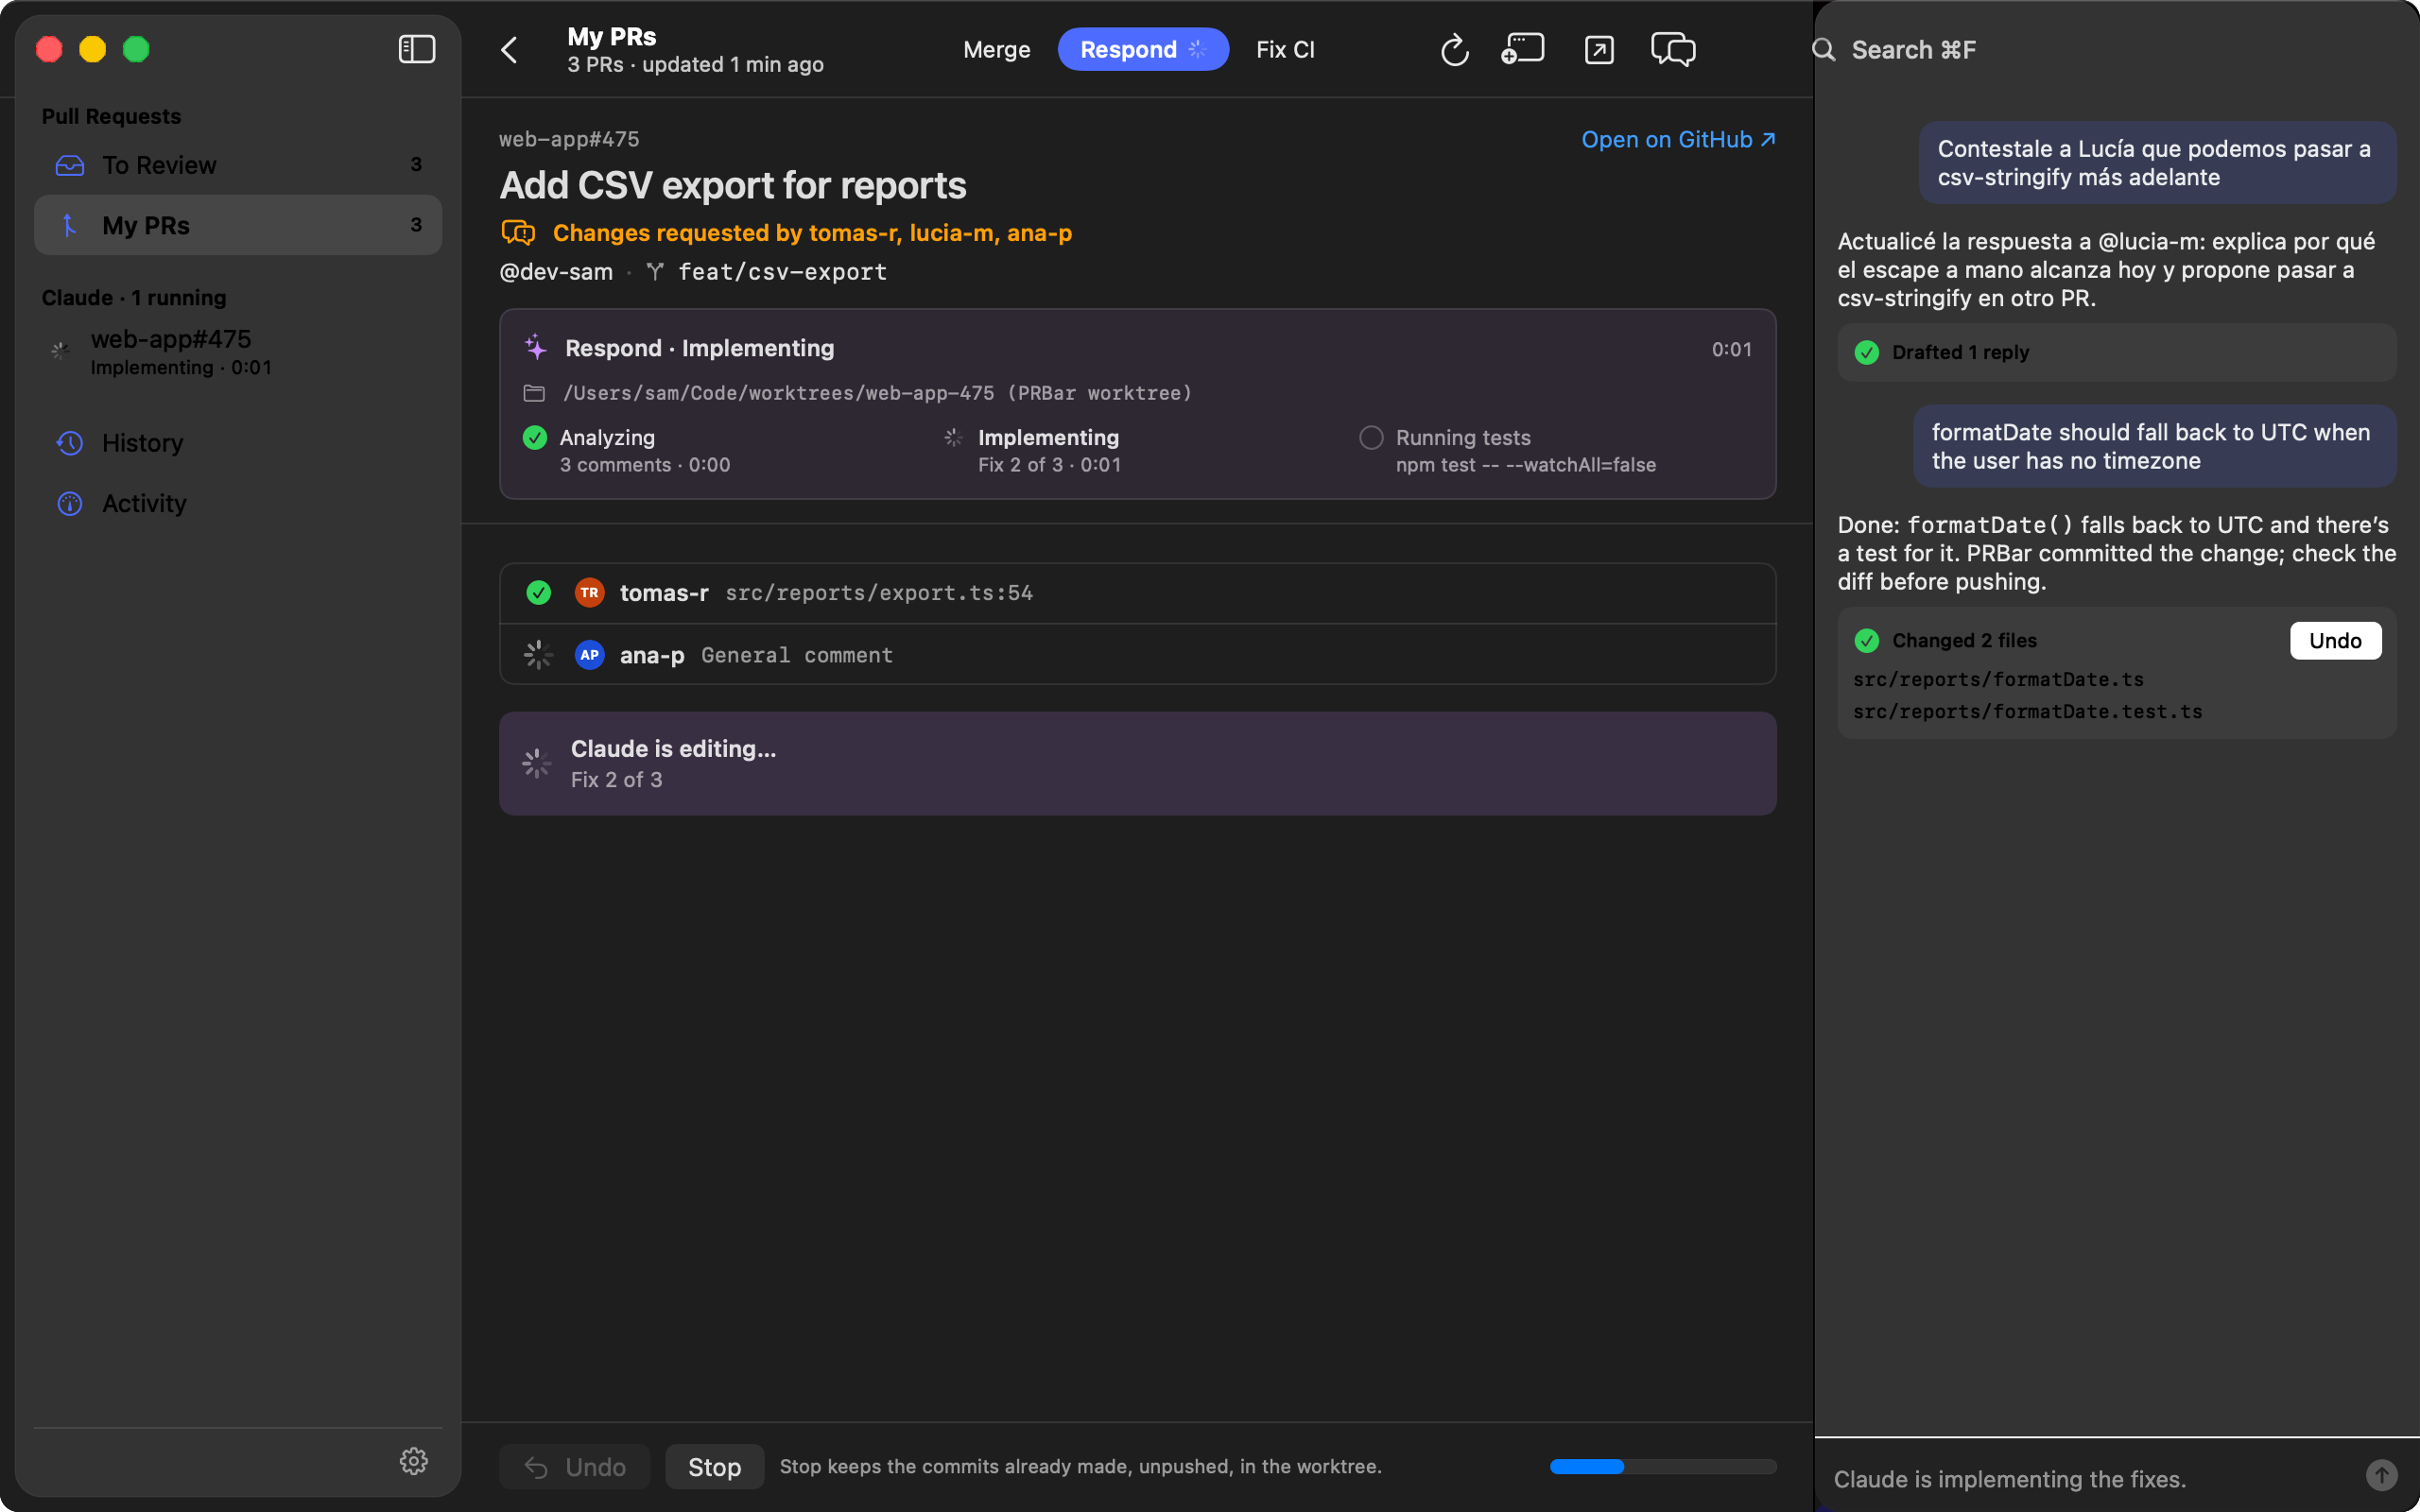 Pull Requests
To Review 3
My PRs 3
Claude · 1 running
web-app#475
Implementing · 0:01
History
Activity
My PRs
3 PRs · updated 1 min ago
Merge
Respond
Fix CI
web-app#475
Open on GitHub ↗
Add CSV export for reports
Changes requested by tomas-r, lucia-m, ana-p
@dev-sam · feat/csv-export
Respond · Implementing 0:01
/Users/sam/Code/worktrees/web-app-475 (PRBar worktree)
Analyzing
3 comments · 0:00
Implementing
Fix 2 of 3 · 0:01
Running tests
npm test -- --watchAll=false
TR tomas-r src/reports/export.ts:54
AP ana-p General comment
Claude is editing...
Fix 2 of 3
Undo
Stop
Stop keeps the commits already made, unpushed, in the worktree.
Search ⌘F
Contestale a Lucía que podemos pasar a
csv-stringify más adelante
Actualicé la respuesta a @lucia-m: explica por qué
el escape a mano alcanza hoy y propone pasar a
csv-stringify en otro PR.
Drafted 1 reply
formatDate should fall back to UTC when
the user has no timezone
Done: formatDate() falls back to UTC and there’s
a test for it. PRBar committed the change; check the
diff before pushing.
Changed 2 files
Undo
src/reports/formatDate.ts
src/reports/formatDate.test.ts
Claude is implementing the fixes.